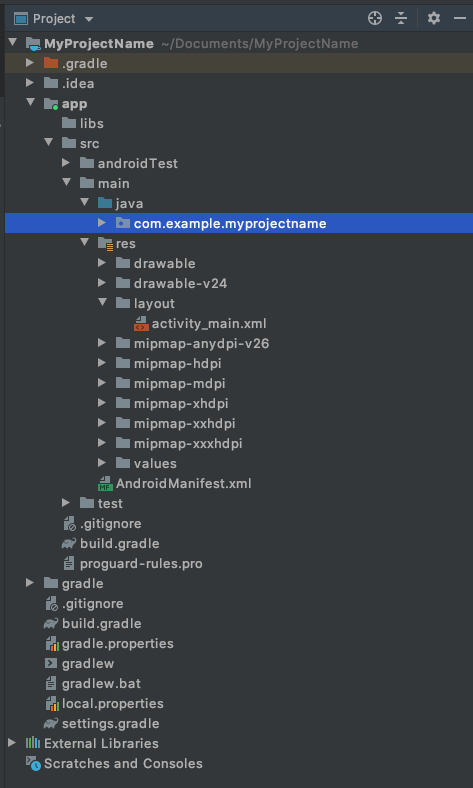 Project
MyProjectName ~/Documents/MyProjectName
.gradle
.idea
app
libs
src
androidTest
main
java
com.example.myprojectname
res
drawable
drawable-v24
layout
activity_main.xml
mipmap-anydpi-v26
mipmap-hdpi
mipmap-mdpi
mipmap-xhdpi
mipmap-xxhdpi
mipmap-xxxhdpi
values
AndroidManifest.xml
test
.gitignore
build.gradle
proguard-rules.pro
gradle
.gitignore
build.gradle
gradle.properties
gradlew
gradlew.bat
local.properties
settings.gradle
External Libraries
Scratches and Consoles